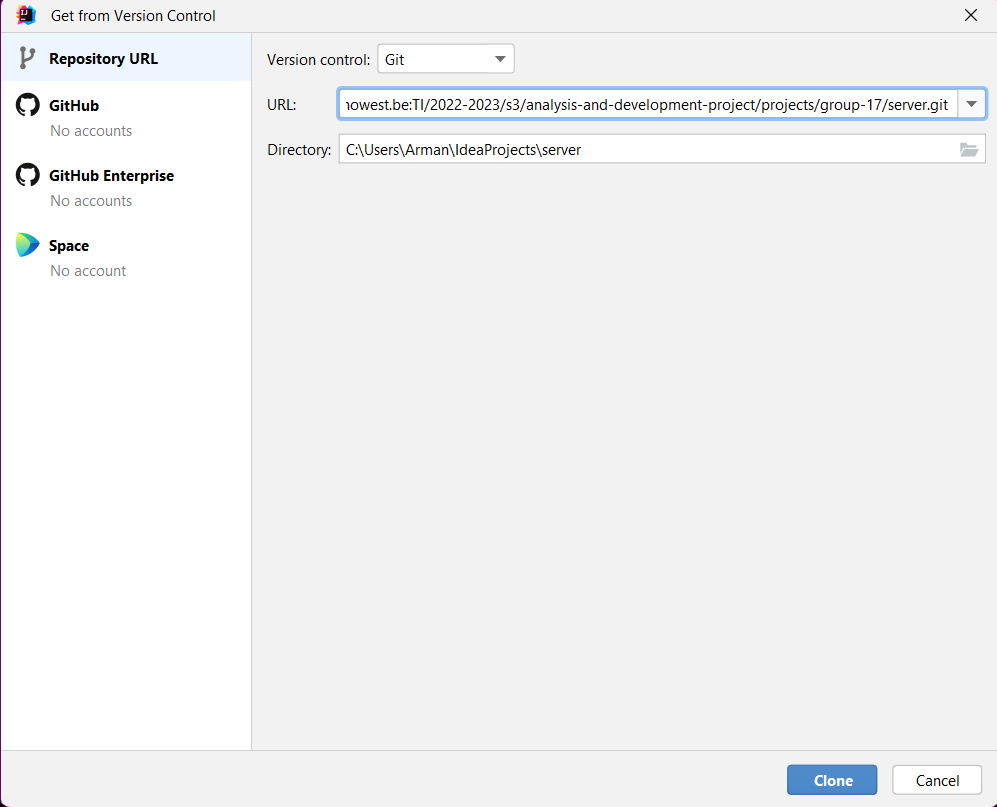 Get from Version Control
Repository URL
GitHub
No accounts
GitHub Enterprise
No accounts
Space
No account
Version control: Git
URL: howest.be:TI/2022-2023/s3/analysis-and-development-project/projects/group-17/server.git
Directory: C:\Users\Arman\IdeaProjects\server
Clone Cancel